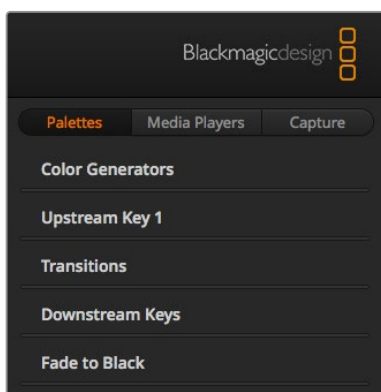 Blackmagicdesign
Palettes Media Players Capture
Color Generators
Upstream Key 1
Transitions
Downstream Keys
Fade to Black